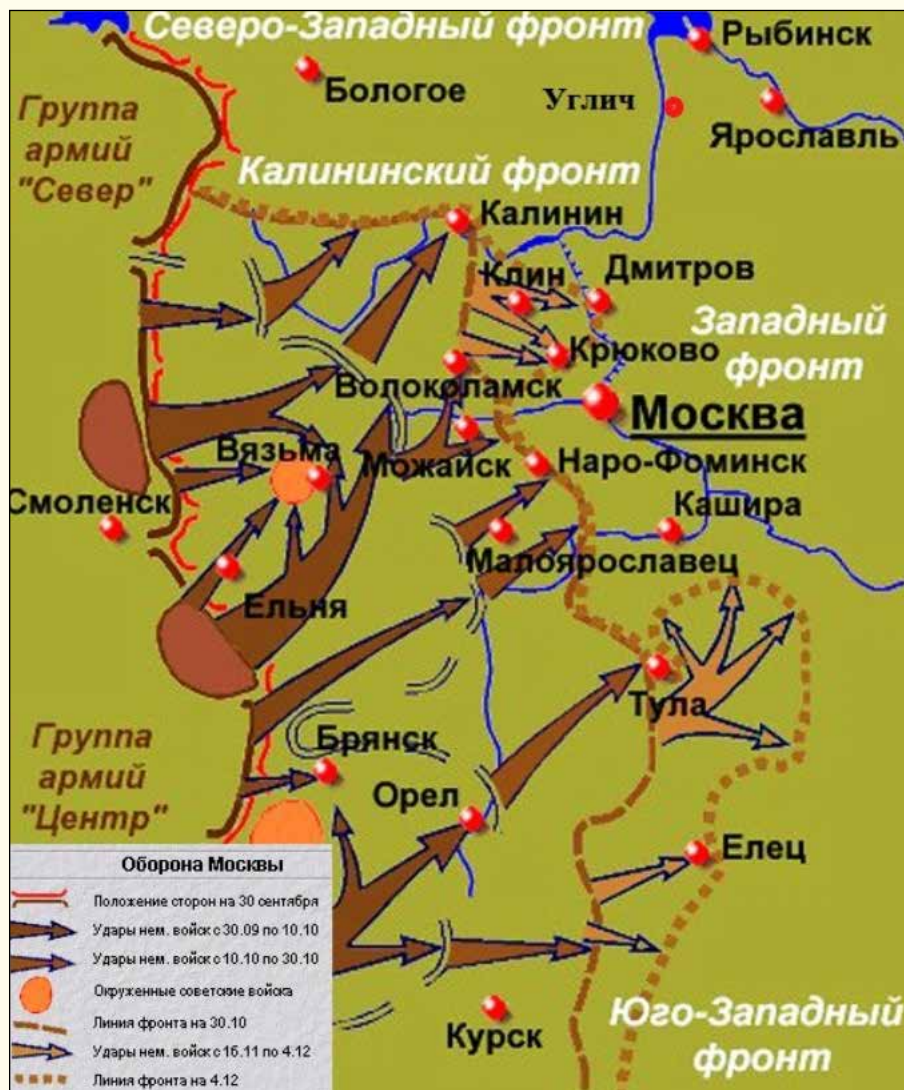 Северо-Западный фронт
Рыбинск
Бологое
Углич
Ярославль
Группа
армий
"Север"
Калининский фронт
Калинин
Клин
Дмитров
Западный
фронт
Крюково
Волоколамск
Москва
Вязьма
Можайск
Наро-Фоминск
Смоленск
Кашира
Малоярославец
Ельня
Тула
Группа
армий
"Центр"
Брянск
Орел
Елец
Курск
Юго-Западный
фронт
Оборона Москвы
Положение сторон на 30 сентября
Удары нем. войск с 30.09 по 10.10
Удары нем. войск с 10.10 по 30.10
Окруженные советские войска
Линия фронта на 30.10
Удары нем. войск с 16.11 по 4.12
Линия фронта на 4.12